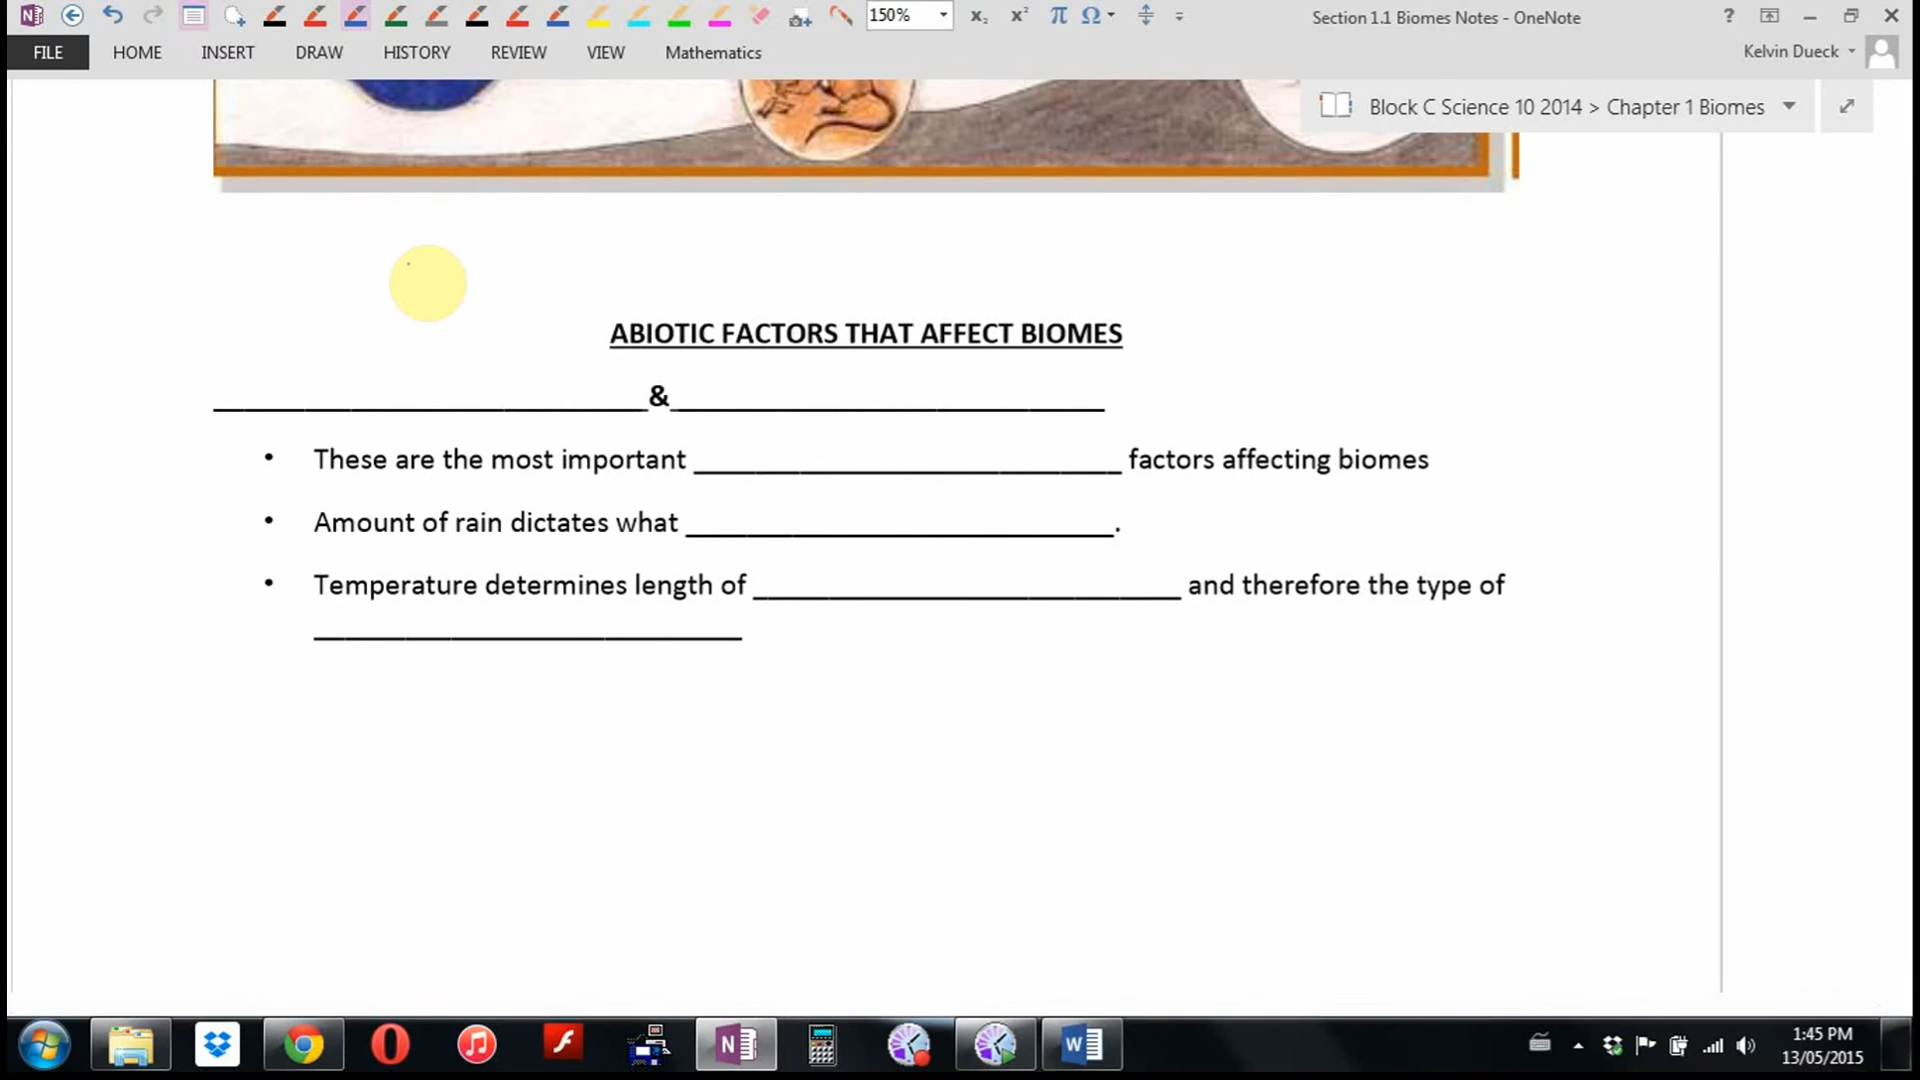 150% x₂ x² π Ω Section 1.1 Biomes Notes - OneNote ?
FILE HOME INSERT DRAW HISTORY REVIEW VIEW Mathematics Kelvin Dueck
Block C Science 10 2014 > Chapter 1 Biomes
ABIOTIC FACTORS THAT AFFECT BIOMES
____________________________&____________________________
• These are the most important ____________________________ factors affecting biomes
• Amount of rain dictates what ____________________________.
• Temperature determines length of ____________________________ and therefore the type of
____________________________
1:45 PM
13/05/2015